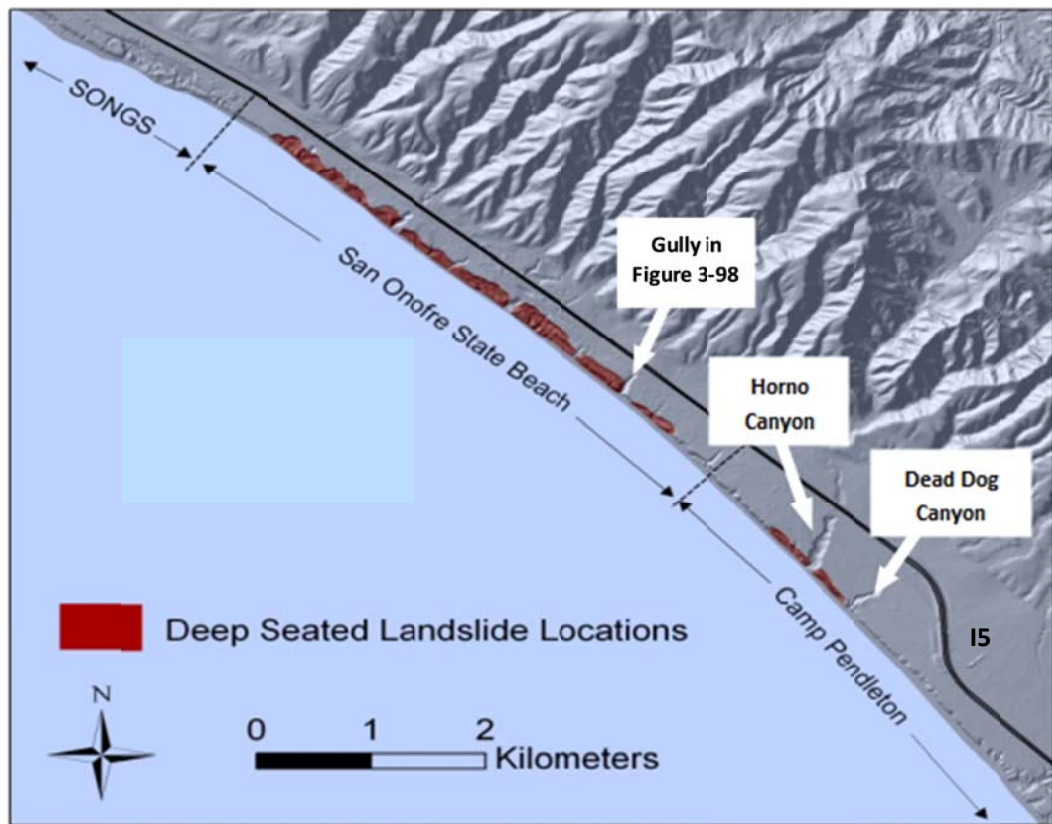 SONGS
San Onofre State Beach
Gully in
Figure 3-98
Horno
Canyon
Dead Dog
Canyon
Camp Pendleton
I5
Deep Seated Landslide Locations
N
0 1 2
Kilometers